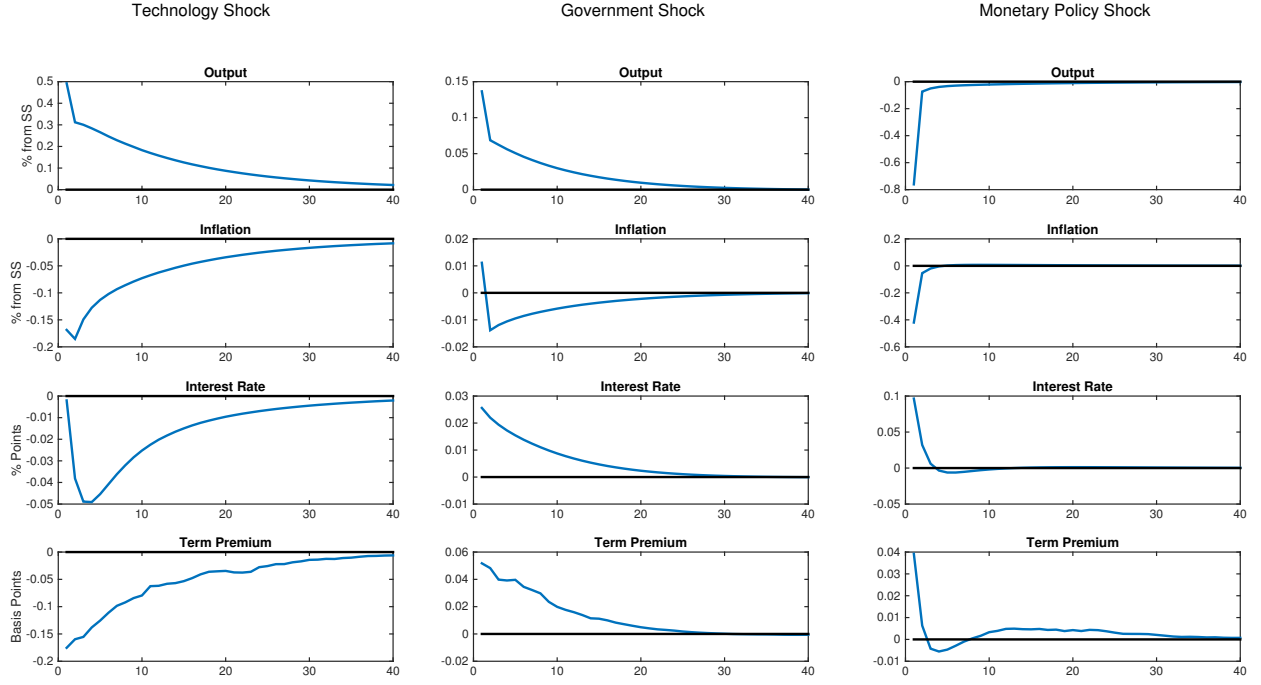 Technology Shock Government Shock Monetary Policy Shock
Output Output Output
% from SS
0.5 0.4 0.3 0.2 0.1 0
0 10 20 30 40
0.15 0.1 0.05 0
0 10 20 30 40
0 -0.2 -0.4 -0.6 -0.8
0 10 20 30 40
Inflation Inflation Inflation
% from SS
0 -0.05 -0.1 -0.15 -0.2
0 10 20 30 40
0.02 0.01 0 -0.01 -0.02
0 10 20 30 40
0.2 0 -0.2 -0.4 -0.6
0 10 20 30 40
Interest Rate Interest Rate Interest Rate
% Points
0 -0.01 -0.02 -0.03 -0.04 -0.05
0 10 20 30 40
0.03 0.02 0.01 0 -0.01
0 10 20 30 40
0.1 0.05 0 -0.05
0 10 20 30 40
Term Premium Term Premium Term Premium
Basis Points
0 -0.05 -0.1 -0.15 -0.2
0 10 20 30 40
0.06 0.04 0.02 0 -0.02
0 10 20 30 40
0.04 0.03 0.02 0.01 0 -0.01
0 10 20 30 40